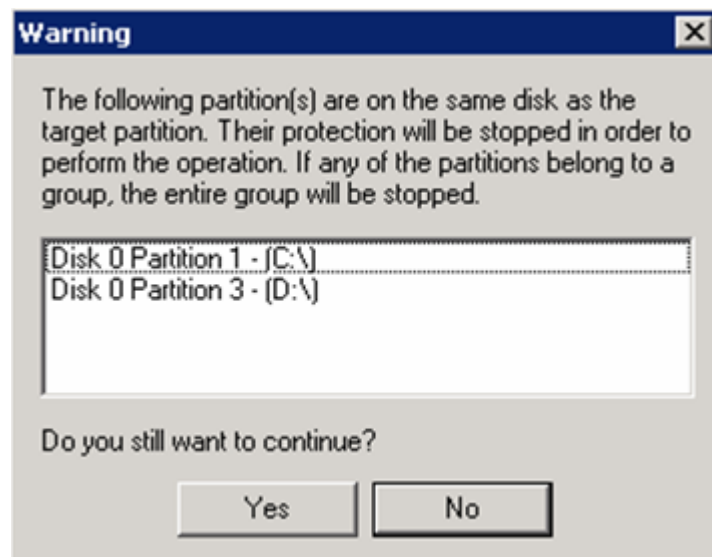 Warning
The following partition(s) are on the same disk as the
target partition. Their protection will be stopped in order to
perform the operation. If any of the partitions belong to a
group, the entire group will be stopped.
Disk 0 Partition 1 - (C:\)
Disk 0 Partition 3 - (D:\)
Do you still want to continue?
Yes
No